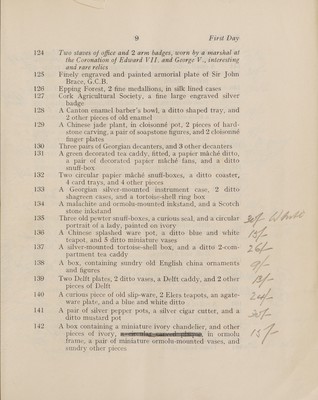 9 First Day
124 Two staves of office and 2 arm badges, worn by a marshal at
the Coronation of Edward VII. and George V., interesting
and rare relics
125 Finely engraved and painted armorial plate of Sir John
Brace, G.C.B.
126 Epping Forest, 2 fine medallions, in silk lined cases
127 Cork Agricultural Society, a fine large engraved silver
badge
128 A Canton enamel barber's bowl, a ditto shaped tray, and
2 other pieces of old enamel
129 A Chinese jade plant, in cloisonné pot, 2 pieces of hard-
stone carving, a pair of soapstone figures, and 2 cloisonné
finger plates
130 Three pairs of Georgian decanters, and 3 other decanters
131 A green decorated tea caddy, fitted, a papier mâché ditto,
a pair of decorated papier mâché fans, and a ditto
snuff-box
132 Two circular papier mâché snuff-boxes, a ditto coaster,
4 card trays, and 4 other pieces
133 A Georgian silver-mounted instrument case, 2 ditto
shagreen cases, and a tortoise-shell ring box
134 A malachite and ormolu-mounted inkstand, and a Scotch
stone inkstand
135 Three old pewter snuff-boxes, a curious seal, and a circular
portrait of a lady, painted on ivory 30/-
136 A Chinese splashed ware pot, a ditto blue and white
teapot, and 5 ditto miniature vases
137 A silver-mounted tortoise-shell box, and a ditto 2-com-
partment tea caddy 26/-
138 A box, containing sundry old English china ornaments
and figures
139 Two Delft plates, 2 ditto vases, a Delft caddy, and 2 other
pieces of Delft
140 A curious piece of old slip-ware, 2 Elers teapots, an agate-
ware plate, and a blue and white ditto
141 A pair of silver pepper pots, a silver cigar cutter, and a
ditto mustard pot
142 A box containing a miniature ivory chandelier, and other
pieces of ivory, in ormolu
frame, a pair of miniature ormolu-mounted vases, and 15/-
sundry other pieces